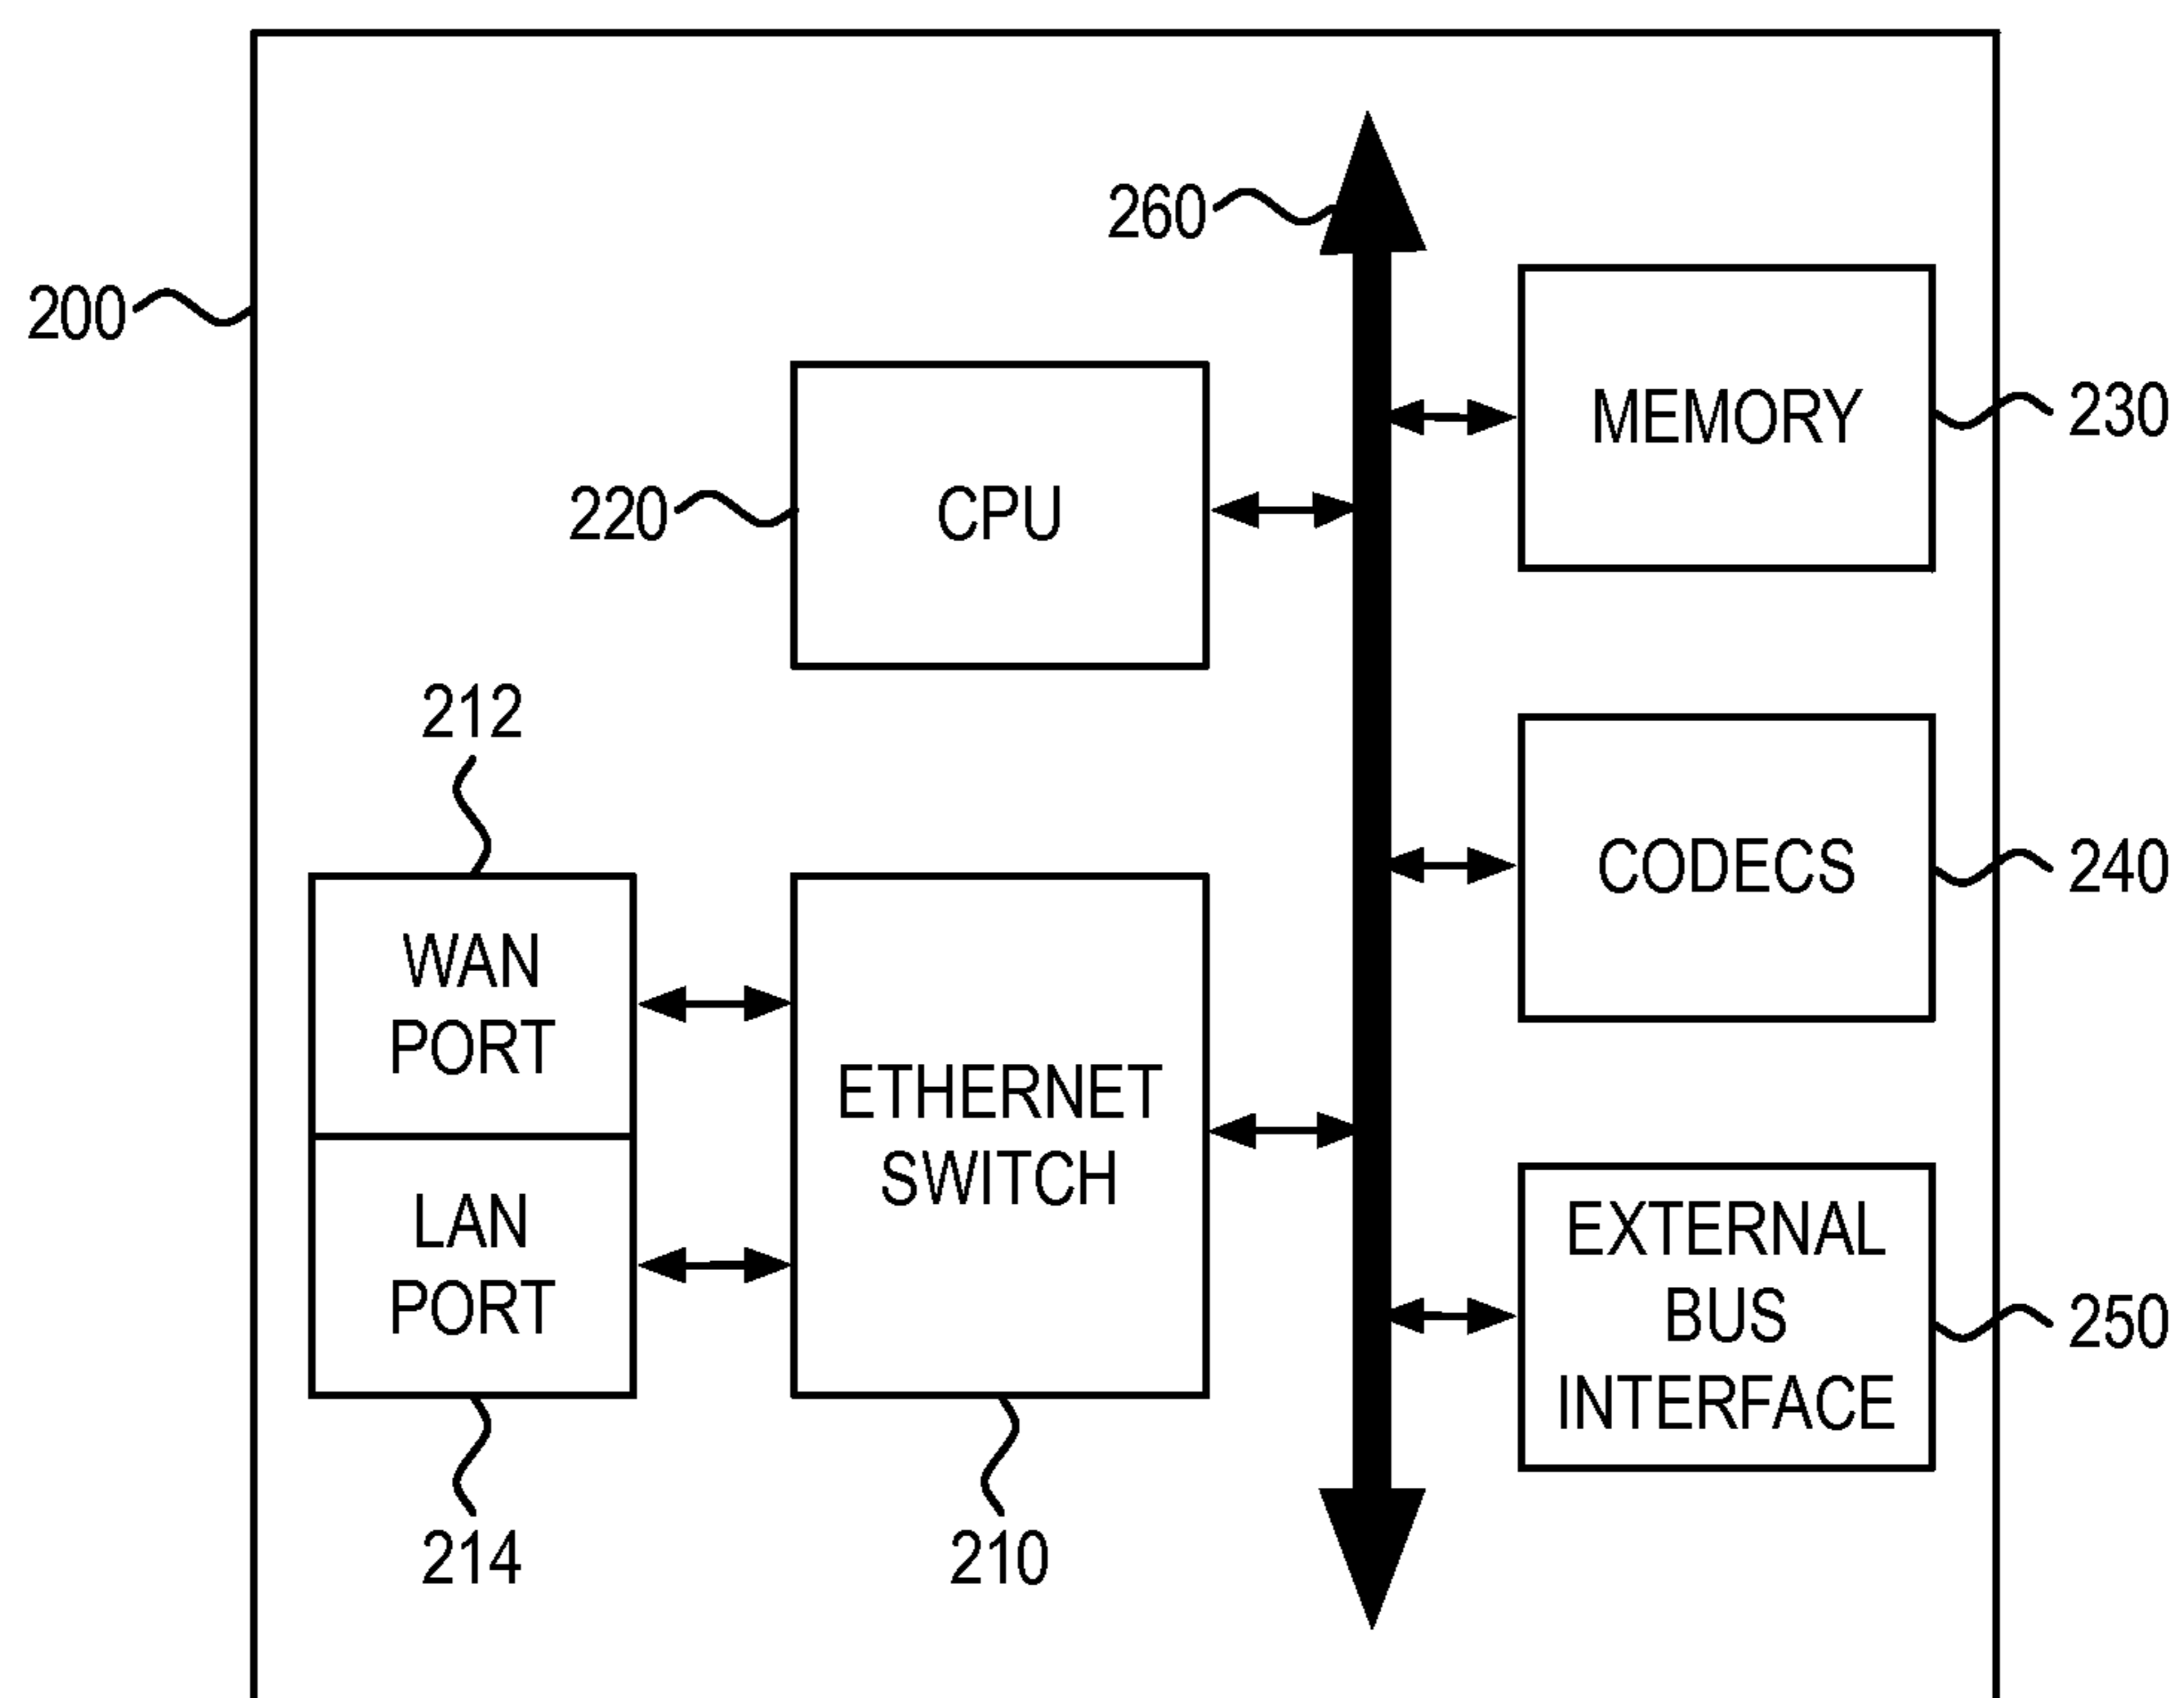 260
200
MEMORY
230
220
CPU
212
CODECS
240
WAN
PORT
ETHERNET
SWITCH
LAN
PORT
EXTERNAL
BUS
INTERFACE
250
214
210